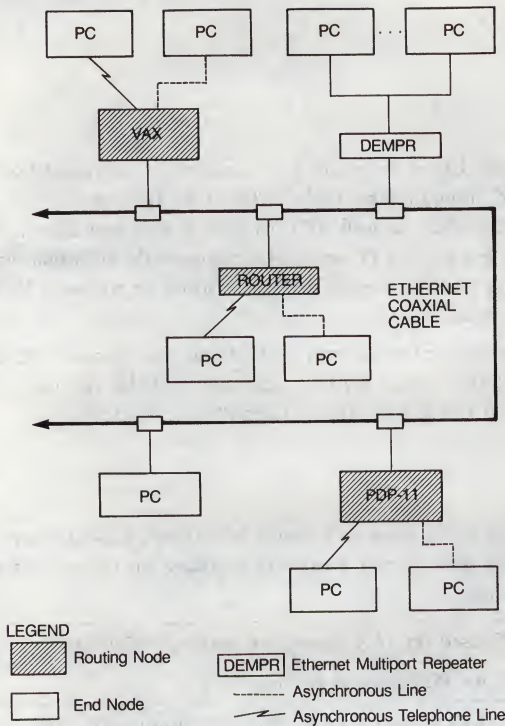 PC
PC
PC
PC
VAX
DEMPR
ROUTER
ETHERNET
COAXIAL
CABLE
PC
PC
PC
PDP-11
PC
PC
LEGEND
Routing Node
DEMPR Ethernet Multiport Repeater
Asynchronous Line
End Node
Asynchronous Telephone Line